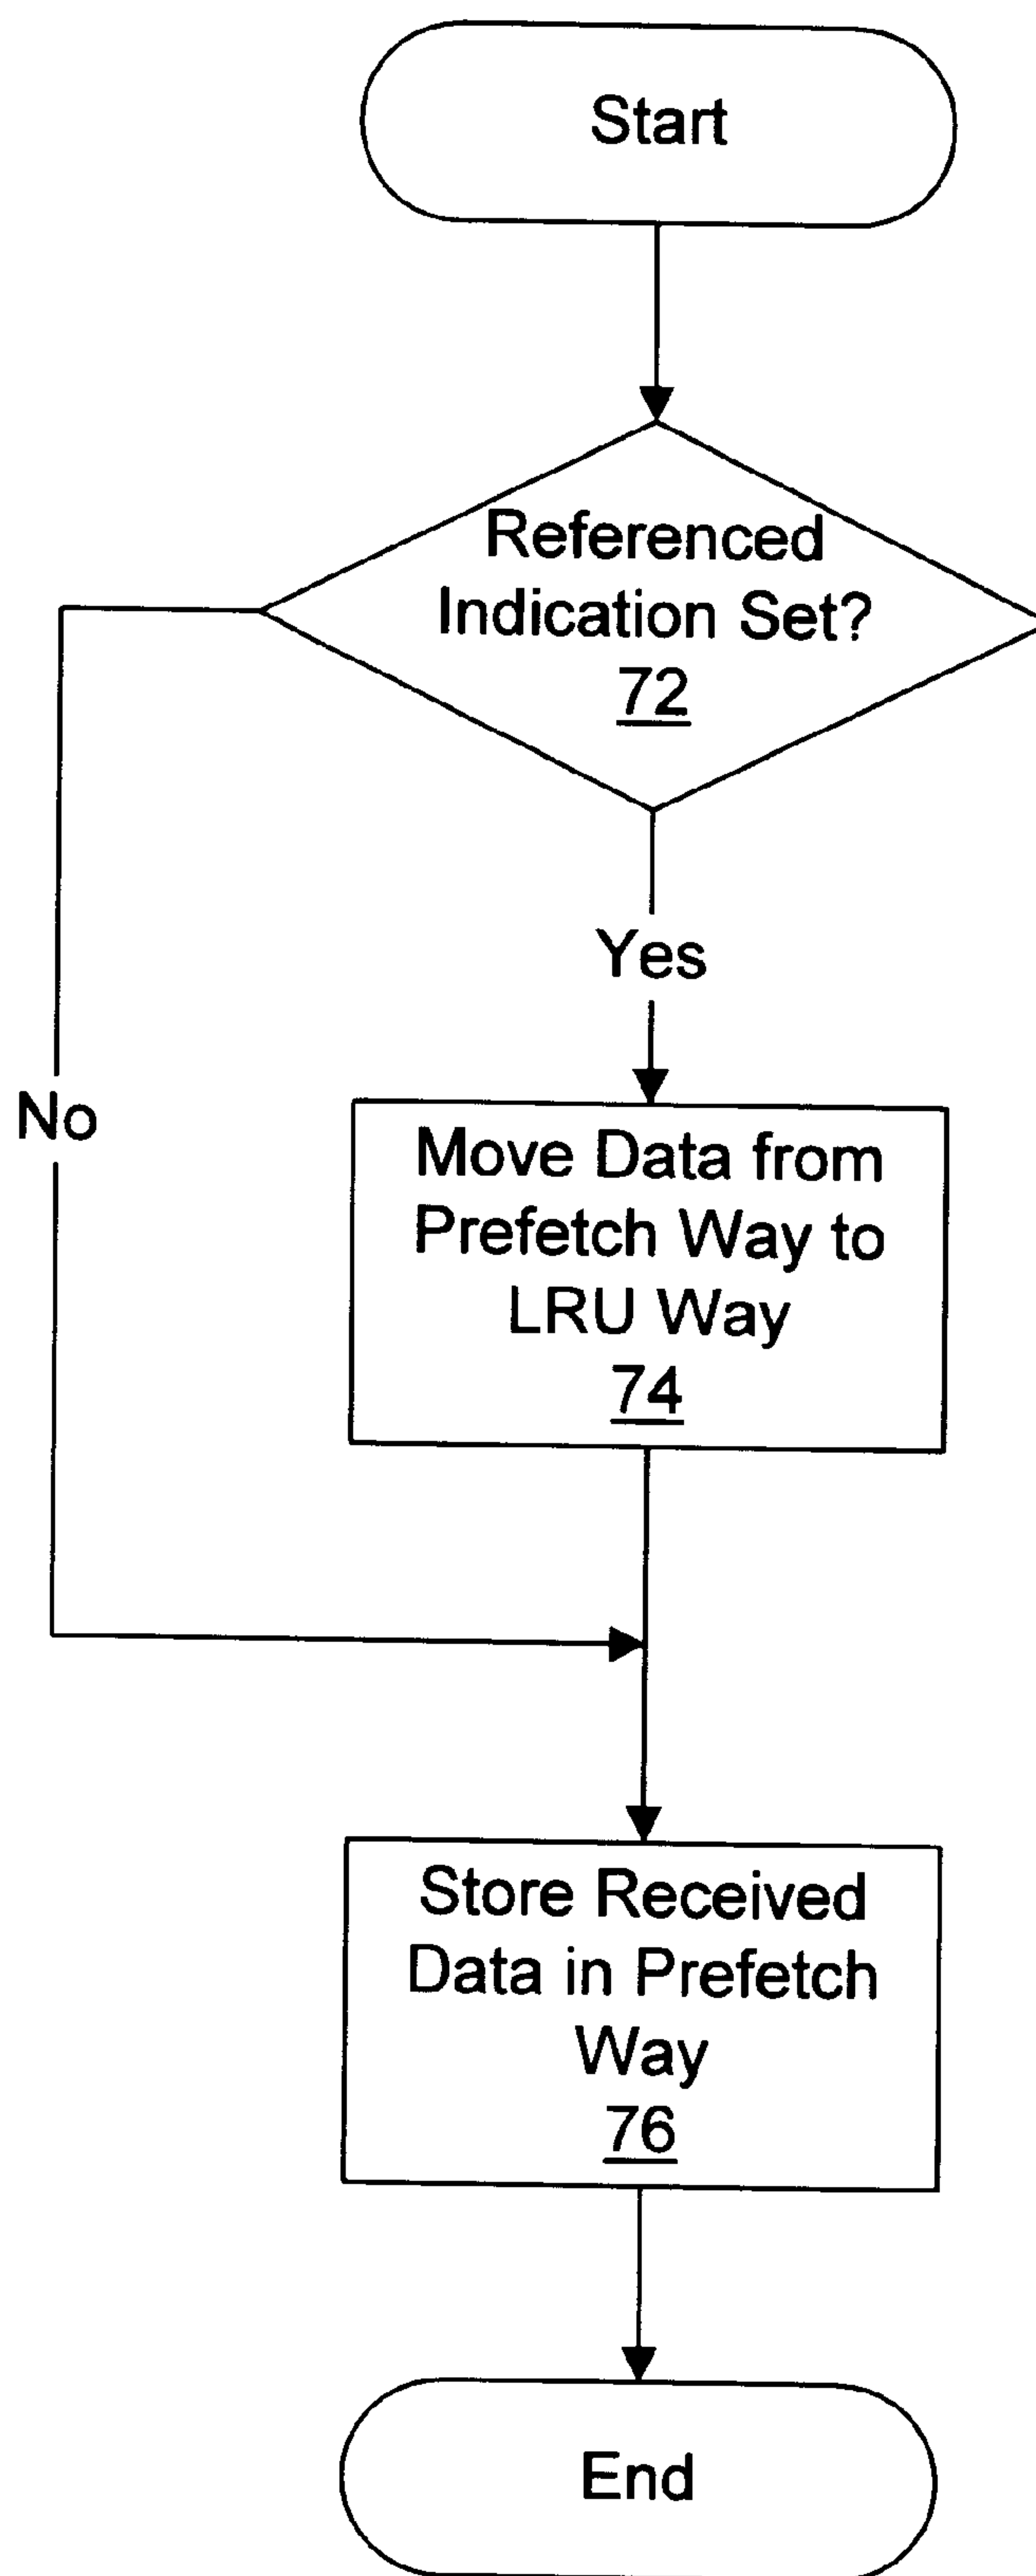 Start
Referenced
Indication Set?
72
Yes
No
Move Data from
Prefetch Way to
LRU Way
74
Store Received
Data in Prefetch
Way
76
End